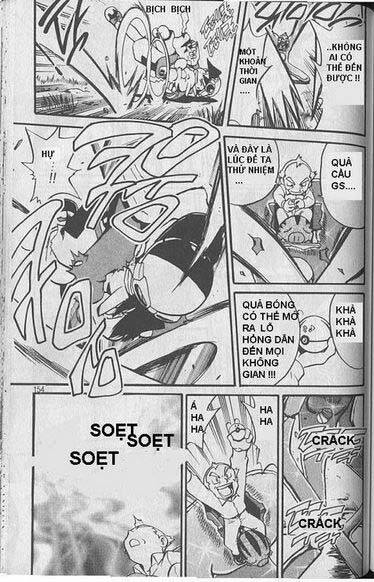 ..KHÔNG
AI CÓ
THỂ ĐẾN
ĐƯỢC !!
MỘT
KHOẢN
THỜI
GIAN
....
BỊCH BỊCH
QUẢ
CẦU
GS....
VÀ ĐÂY LÀ
LÚC ĐỂ TA
THỬ NHIỆM
...
HỰ
..!!
KHÀ
KHÀ
KHÀ
QUẢ BÓNG
CÓ THỂ MỞ
RA LỖ
HỎNG DẪN
ĐẾN MỌI
KHÔNG
GIAN !!!
154
CRACK
CRACK
HA
HA
Á
HA
HA
SOẸT
SOẸT
SOẸT